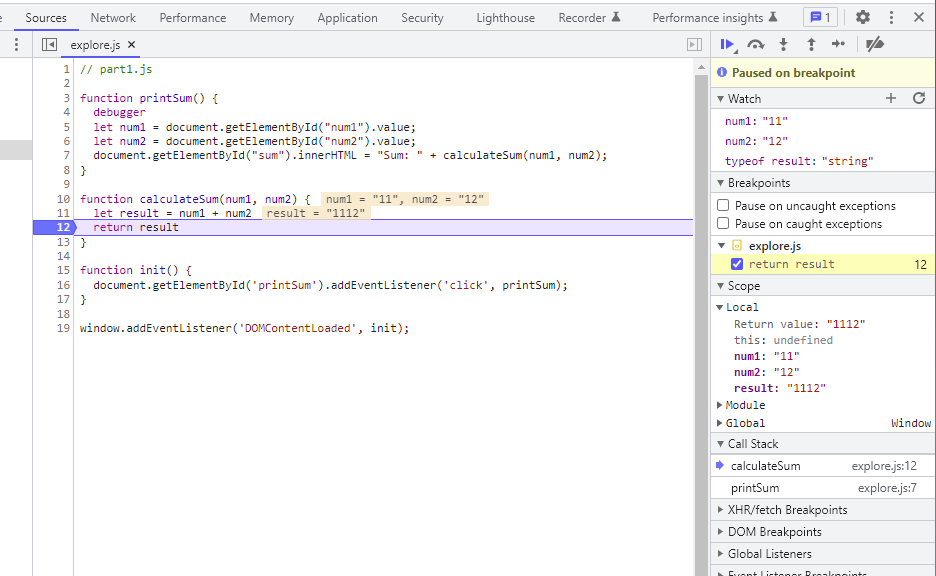 Sources Network Performance Memory Application Security Lighthouse Recorder Performance insights 1
explore.js
1 // part1.js
2
3 function printSum() {
4 debugger
5 let num1 = document.getElementById("num1").value;
6 let num2 = document.getElementById("num2").value;
7 document.getElementById("sum").innerHTML = "Sum: " + calculateSum(num1, num2);
8 }
9
10 function calculateSum(num1, num2) { num1 = "11", num2 = "12"
11 let result = num1 + num2 result = "1112"
12 return result
13 }
14
15 function init() {
16 document.getElementById('printSum').addEventListener('click', printSum);
17 }
18
19 window.addEventListener('DOMContentLoaded', init);
Paused on breakpoint
Watch
num1: "11"
num2: "12"
typeof result: "string"
Breakpoints
Pause on uncaught exceptions
Pause on caught exceptions
explore.js
return result 12
Scope
Local
Return value: "1112"
this: undefined
num1: "11"
num2: "12"
result: "1112"
Module
Global Window
Call Stack
calculateSum explore.js:12
printSum explore.js:7
XHR/fetch Breakpoints
DOM Breakpoints
Global Listeners
Event Listener Breakpoints